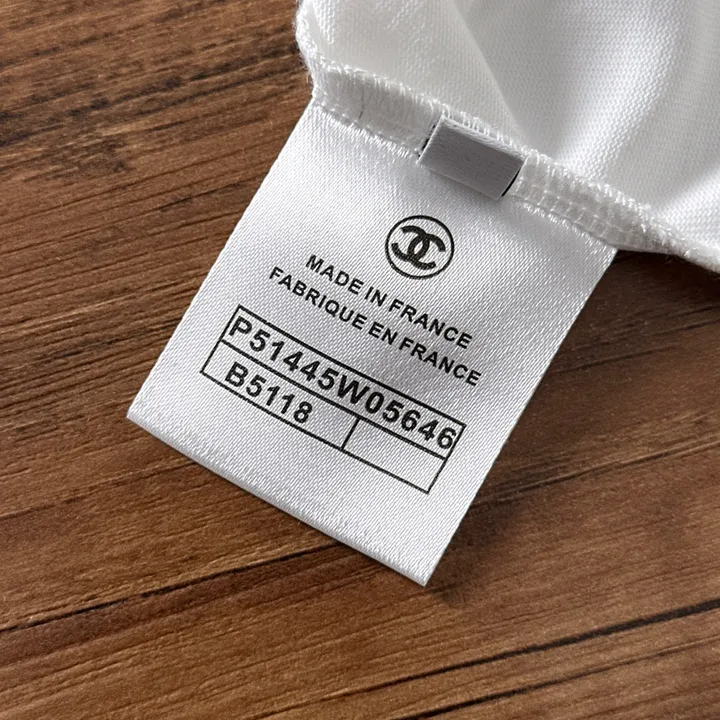 MADE IN FRANCE
FABRIQUE EN FRANCE
P51445W05646
B5118